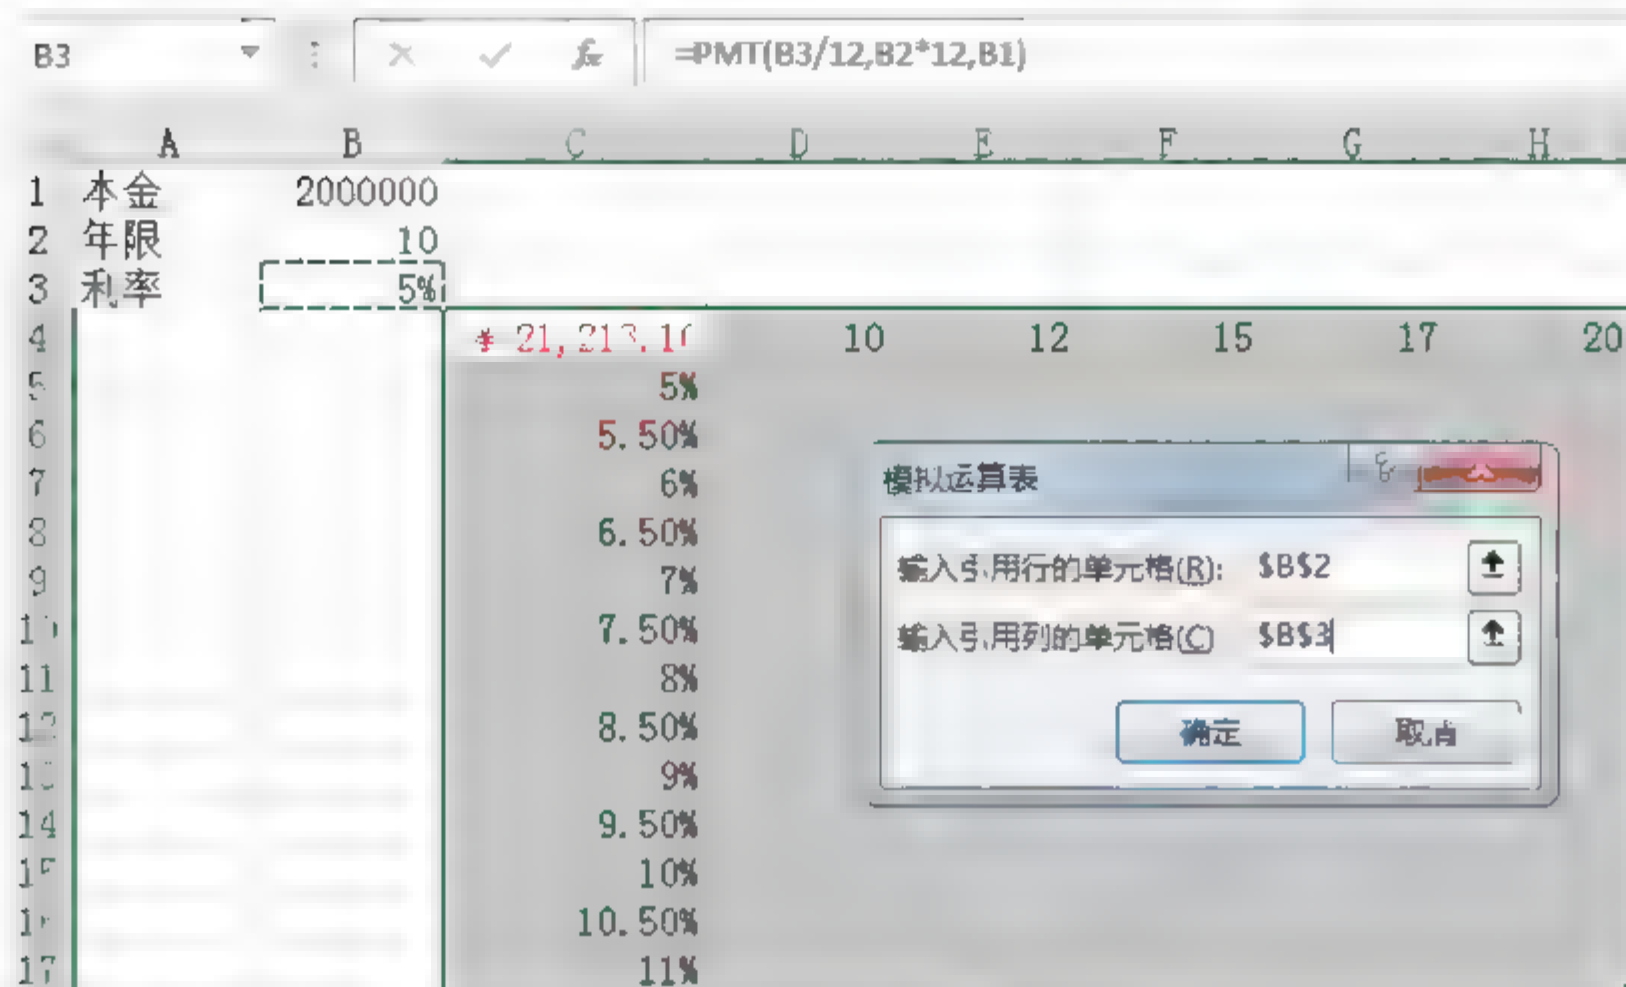 B3 =PMT(B3/12,B2*12,B1)
A B C D E F G H
1 本金 2000000
2 年限 10
3 利率 5%
4 10 12 15 17 20
5 5%
6 5.50%
7 6%
8 6.50%
9 7%
7.50%
11 8%
8.50%
9%
14 9.50%
10%
10.50%
17 11%
模拟运算表
输入引用行的单元格(R): $B$2
输入引用列的单元格(C) $B$3
确定 取消